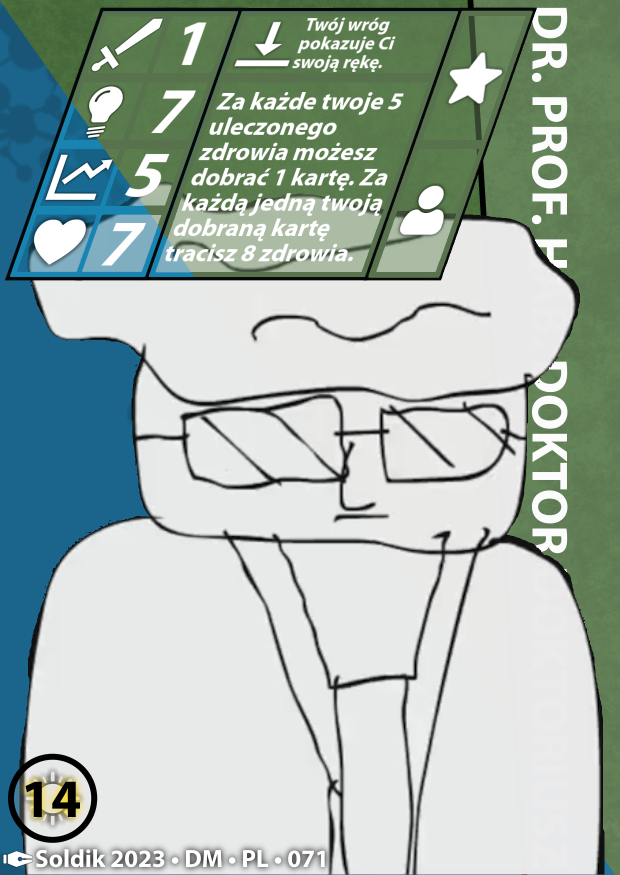 1
7
5
7
Twój wróg
pokazuje Ci
swoją rękę.
Za każde twoje 5
uleczonego
zdrowia możesz
dobrać 1 kartę. Za
każdą jedną twoją
dobraną kartę
tracisz 8 zdrowia.
DR. PROF. HAB. DOKTOR DOKTORIUSZ
14
Soldik 2023 • DM • PL • 071